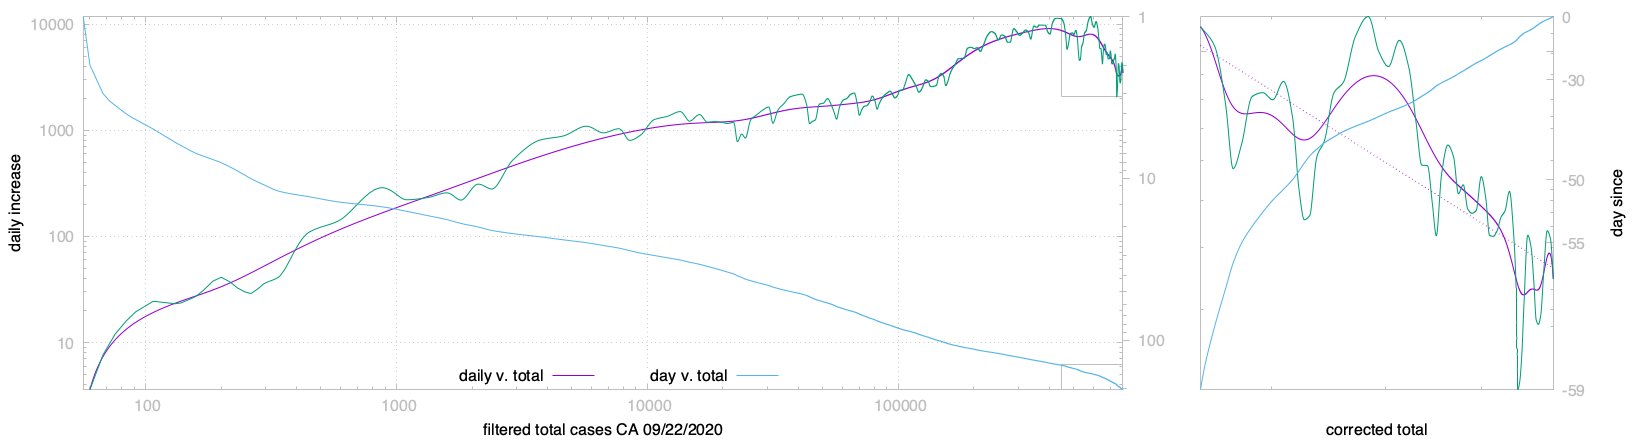 10000
1000
100
10
daily increase
100
1000
10000
100000
daily v. total
day v. total
filtered total cases CA 09/22/2020
1
10
100
0
-30
-50
-55
-59
day since
corrected total